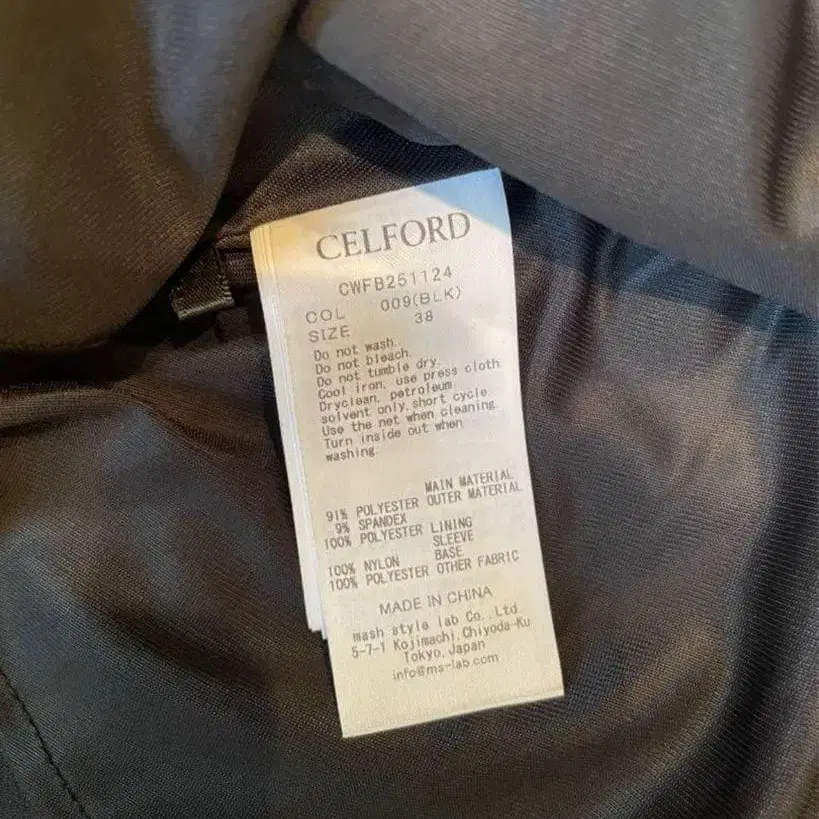 CELFORD
CWFB251124
COL 009(BLK)
SIZE 38
Do not wash.
Do not bleach.
Do not tumble dry.
Cool iron, use press cloth
Dryclean, petroleum
solvent only, short cycle
Use the net when cleaning
Turn inside out when
washing.
MAIN MATERIAL
91% POLYESTER OUTER MATERIAL
9% SPANDEX
100% POLYESTER LINING
SLEEVE
100% NYLON BASE
100% POLYESTER OTHER FABRIC
MADE IN CHINA
mash style lab Co., Ltd.
5-7-1 Kojimachi, Chiyoda-Ku
Tokyo, Japan
info@ms-lab.com